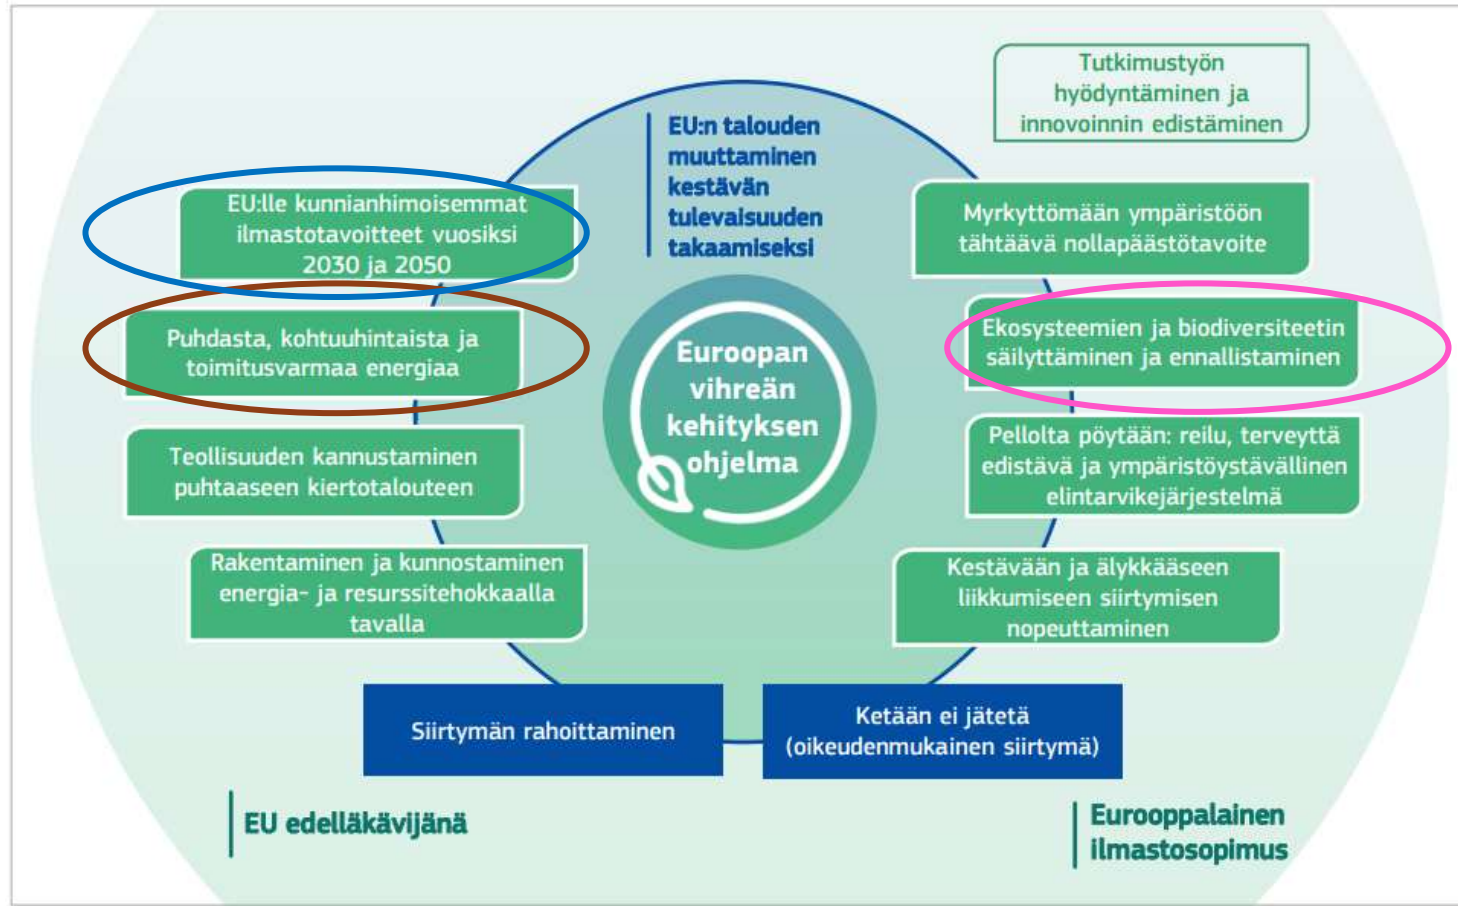 Tutkimustyön
hyödyntäminen ja
innovoinnin edistäminen
EU:n talouden
muuttaminen
kestävän
tulevaisuuden
takaamiseksi
EU:lle kunnianhimoisemmat
ilmastotavoitteet vuosiksi
2030 ja 2050
Puhdasta, kohtuuhintaista ja
toimitusvarmaa energiaa
Teollisuuden kannustaminen
puhtaaseen kiertotalouteen
Rakentaminen ja kunnostaminen
energia- ja resurssitehokkaalla
tavalla
Euroopan
vihreän
kehityksen
ohjelma
Myrkyttömään ympäristöön
tähtäävä nollapäästötavoite
Ekosysteemien ja biodiversiteetin
säilyttäminen ja ennallistaminen
Pellolta pöytään: reilu, terveyttä
edistävä ja ympäristöystävällinen
elintarvikejärjestelmä
Kestävään ja älykkääseen
liikkumiseen siirtymisen
nopeuttaminen
Siirtymän rahoittaminen
Ketään ei jätetä
(oikeudenmukainen siirtymä)
EU edelläkävijänä
Eurooppalainen
ilmastosopimus